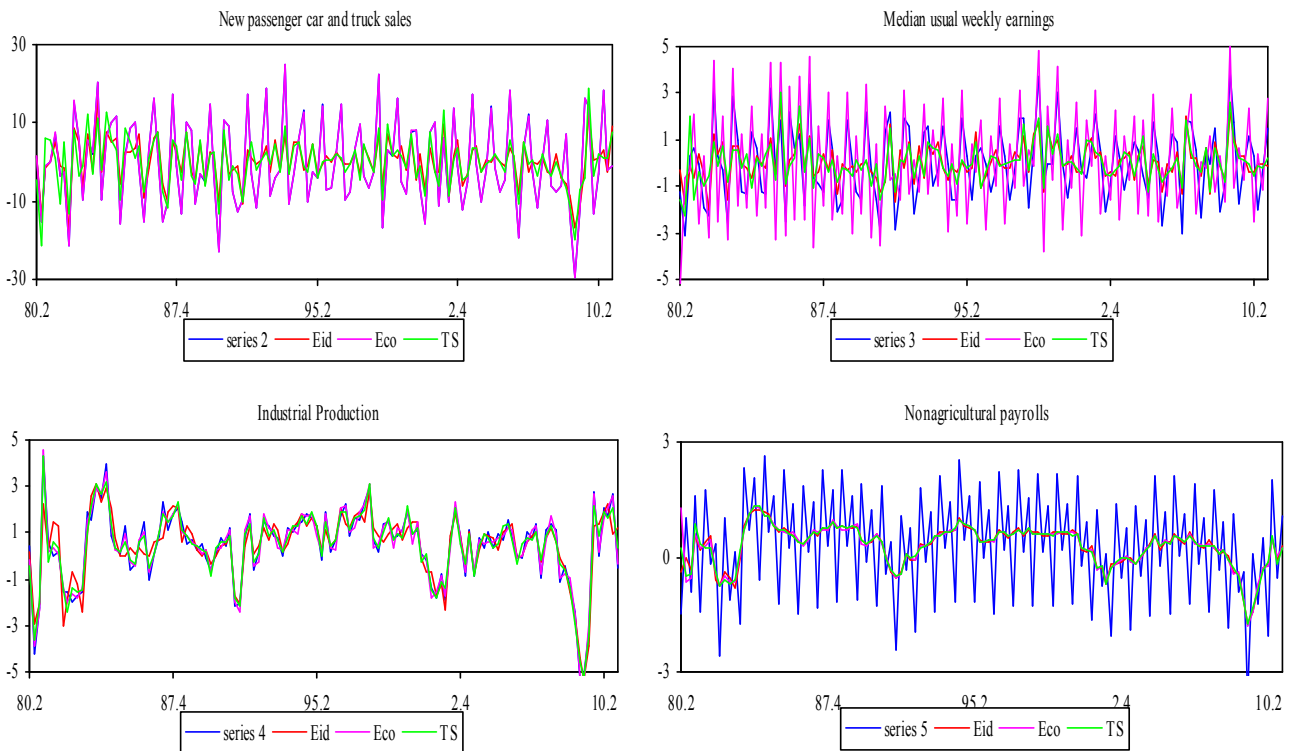 New passenger car and truck sales
30
10
-10
-30
80.2 87.4 95.2 2.4 10.2
series 2 Eid Eco TS
Median usual weekly earnings
5
3
1
-1
-3
-5
80.2 87.4 95.2 2.4 10.2
series 3 Eid Eco TS
Industrial Production
5
3
1
-1
-3
-5
80.2 87.4 95.2 2.4 10.2
series 4 Eid Eco TS
Nonagricultural payrolls
3
0
-3
80.2 87.4 95.2 2.4 10.2
series 5 Eid Eco TS